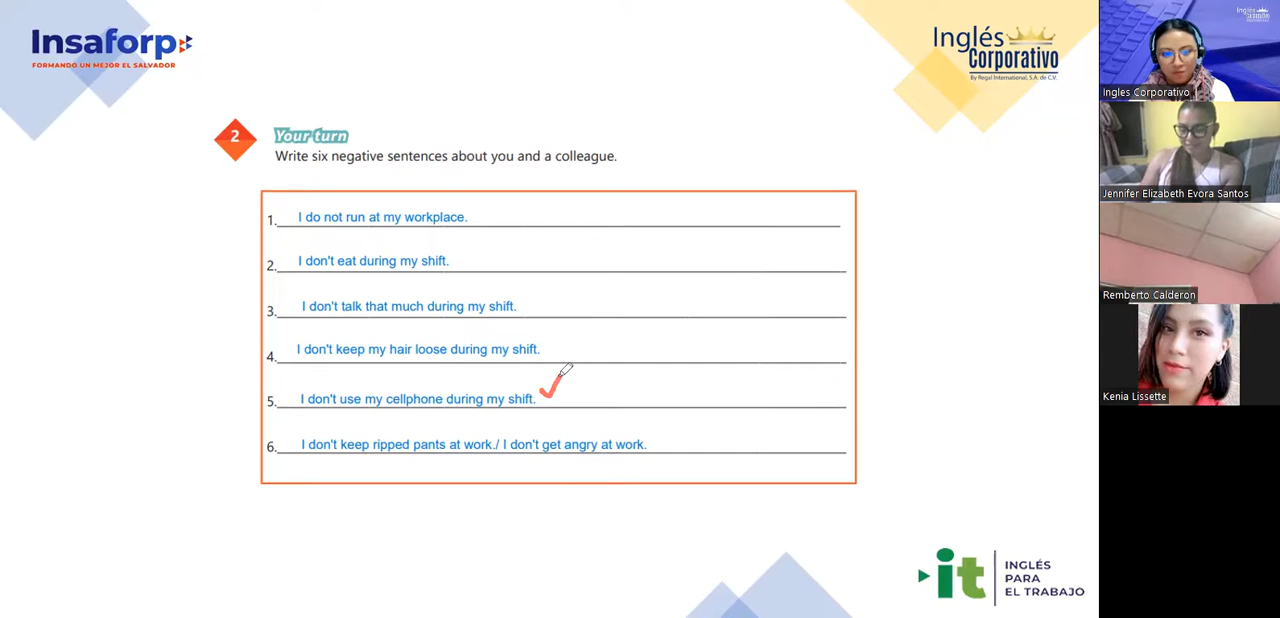 Insaforp
FORMANDO UN MEJOR EL SALVADOR
Inglés
Corporativo
By Regal International, S.A. de C.V.
2
Your turn
Write six negative sentences about you and a colleague.
1. I do not run at my workplace.
2. I don't eat during my shift.
3. I don't talk that much during my shift.
4. I don't keep my hair loose during my shift.
5. I don't use my cellphone during my shift.
6. I don't keep ripped pants at work./ I don't get angry at work.
it
INGLÉS
PARA
EL TRABAJO
Inglés
Ingles Corporativo
Jennifer Elizabeth Evora Santos
Remberto Calderon
Kenia Lissette